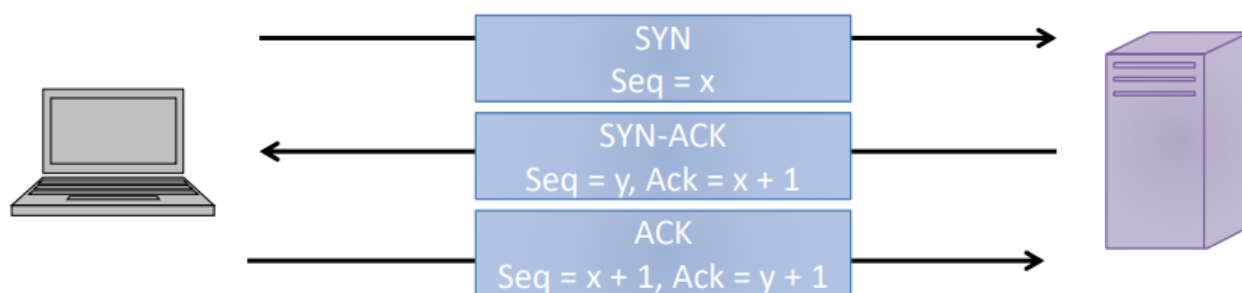 SYN
Seq = x
SYN-ACK
Seq = y, Ack = x + 1
ACK
Seq = x + 1, Ack = y + 1